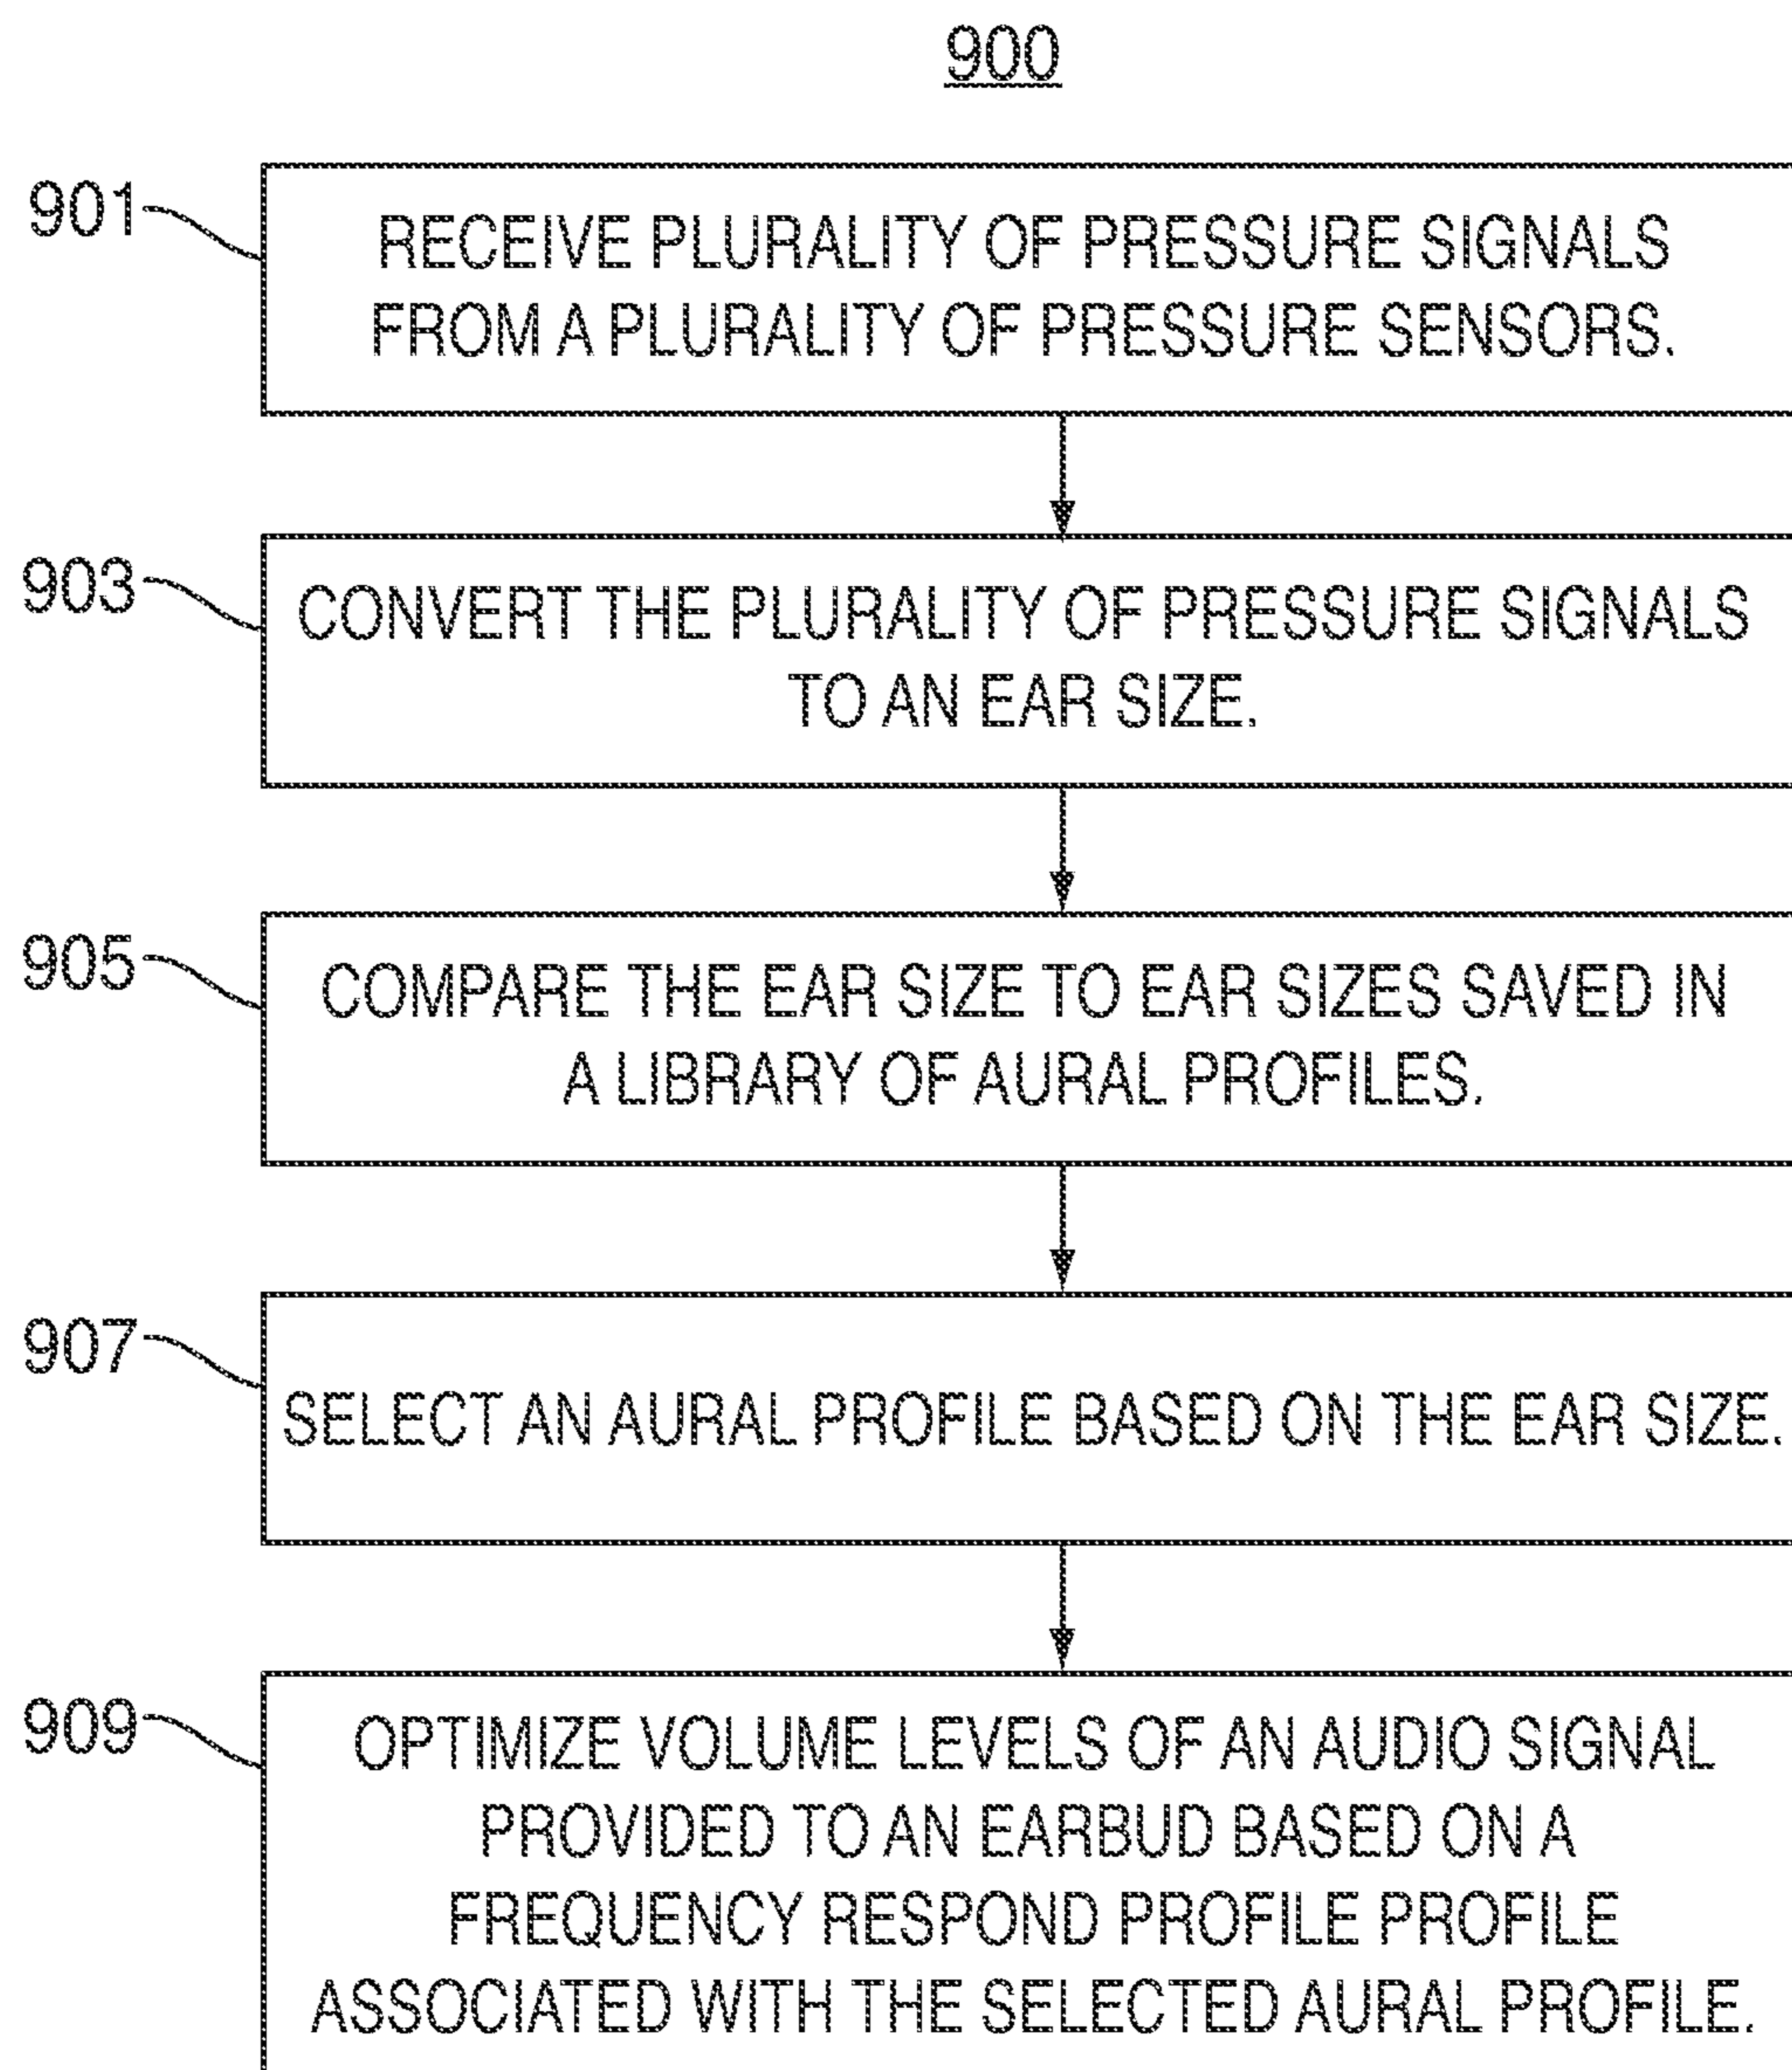 900
901
RECEIVE PLURALITY OF PRESSURE SIGNALS
FROM A PLURALITY OF PRESSURE SENSORS.
903
CONVERT THE PLURALITY OF PRESSURE SIGNALS
TO AN EAR SIZE.
905
COMPARE THE EAR SIZE TO EAR SIZES SAVED IN
A LIBRARY OF AURAL PROFILES.
907
SELECT AN AURAL PROFILE BASED ON THE EAR SIZE.
909
OPTIMIZE VOLUME LEVELS OF AN AUDIO SIGNAL
PROVIDED TO AN EARBUD BASED ON A
FREQUENCY RESPOND PROFILE PROFILE
ASSOCIATED WITH THE SELECTED AURAL PROFILE.